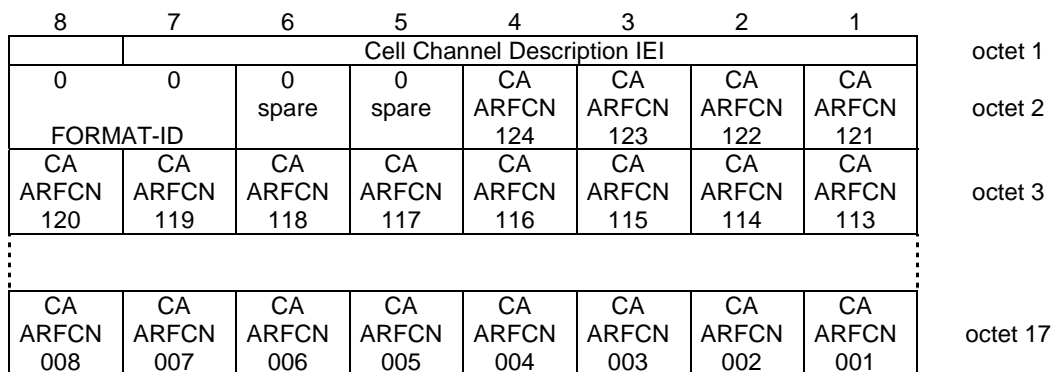 8 7 6 5 4 3 2 1
Cell Channel Description IEI octet 1
0 0 0 0 CA CA CA CA
spare spare ARFCN ARFCN ARFCN ARFCN octet 2
FORMAT-ID 124 123 122 121
CA CA CA CA CA CA CA CA
ARFCN ARFCN ARFCN ARFCN ARFCN ARFCN ARFCN ARFCN octet 3
120 119 118 117 116 115 114 113
CA CA CA CA CA CA CA CA
ARFCN ARFCN ARFCN ARFCN ARFCN ARFCN ARFCN ARFCN octet 17
008 007 006 005 004 003 002 001